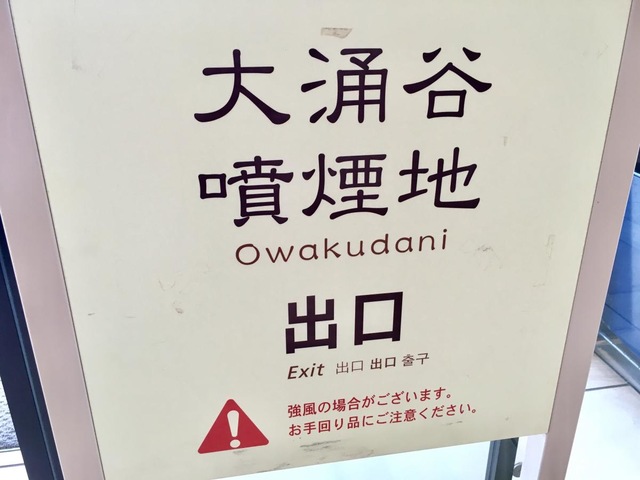 大涌谷
噴煙地
Owakudani
出口
Exit 出口 出口 출구
強風の場合がございます。
お手回り品にご注意ください。